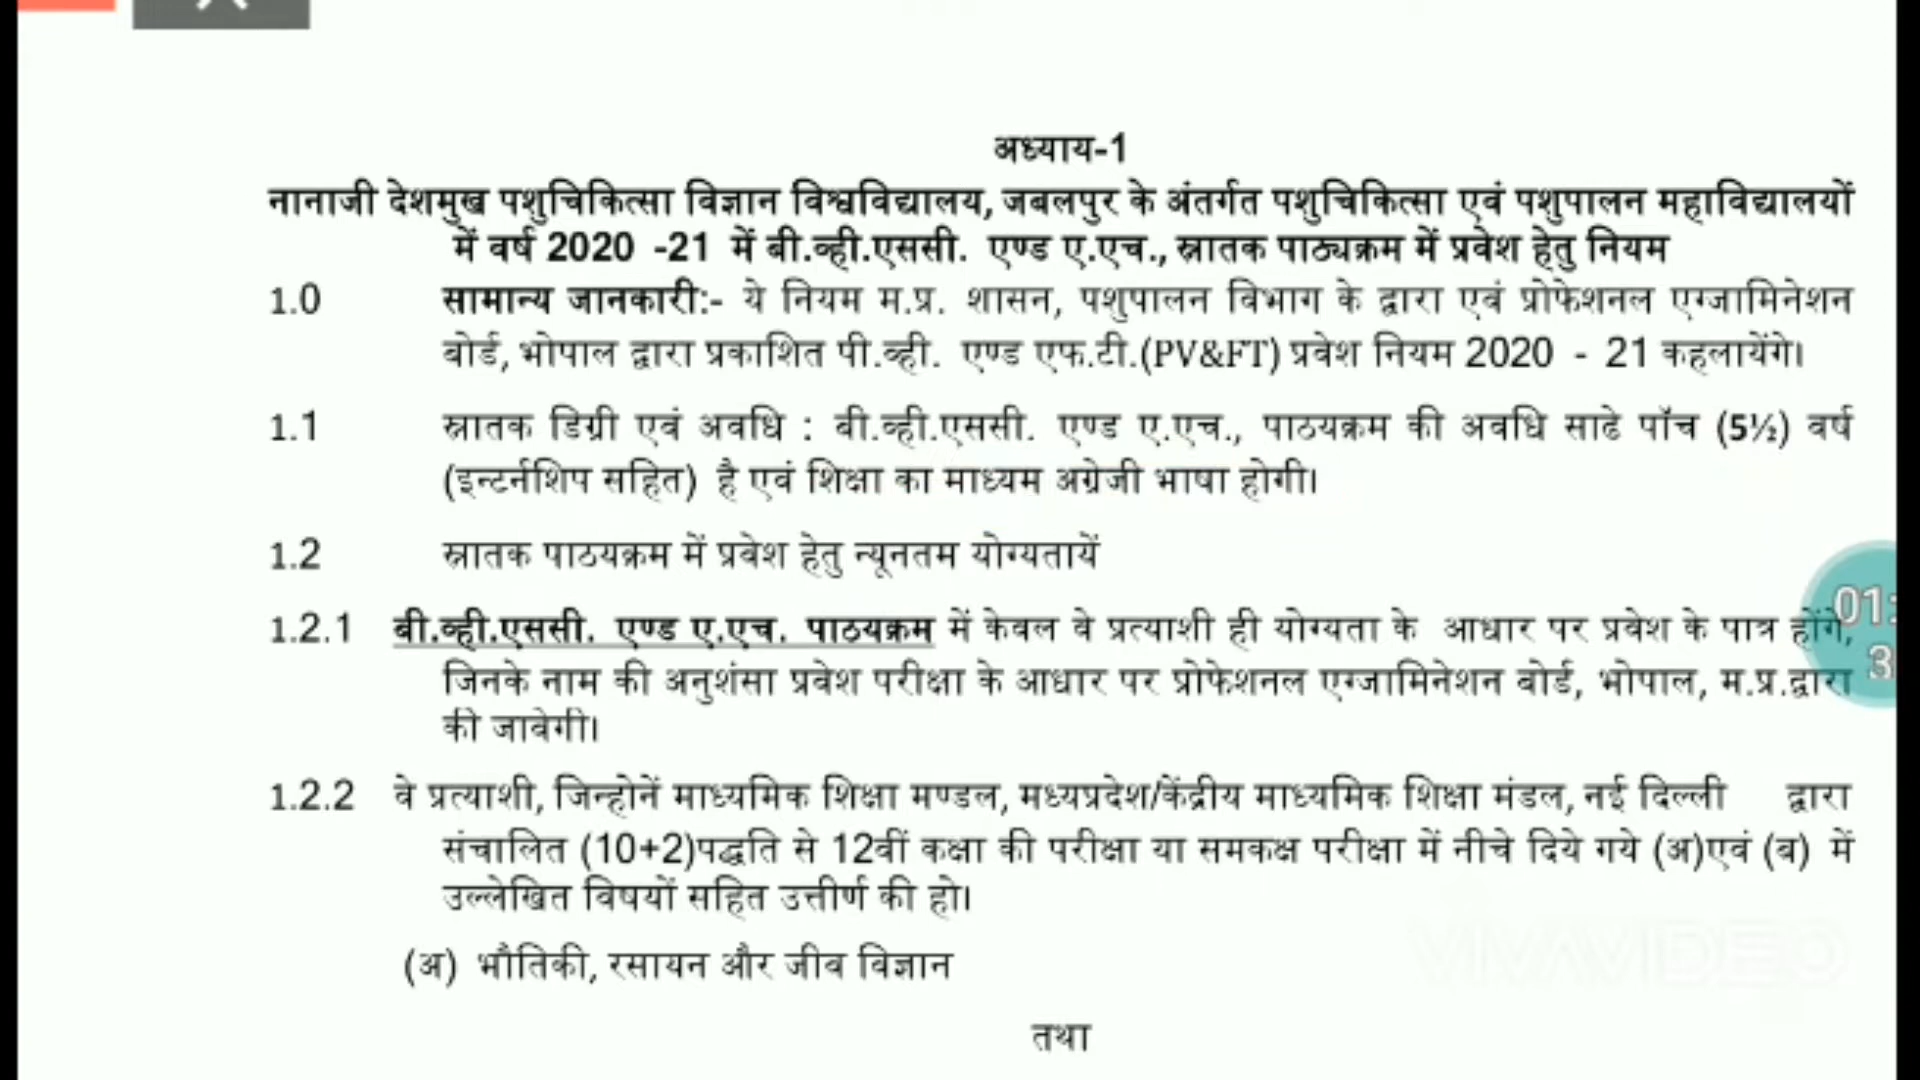 अध्याय-1
नानाजी देशमुख पशुचिकित्सा विज्ञान विश्वविद्यालय, जबलपुर के अंतर्गत पशुचिकित्सा एवं पशुपालन महाविद्यालयों
में वर्ष 2020 -21 में बी.व्ही.एससी. एण्ड ए.एच., स्नातक पाठ्यक्रम में प्रवेश हेतु नियम
1.0 सामान्य जानकारी:- ये नियम म.प्र. शासन, पशुपालन विभाग के द्वारा एवं प्रोफेशनल एग्जामिनेशन
बोर्ड, भोपाल द्वारा प्रकाशित पी.व्ही. एण्ड एफ.टी.(PV&FT) प्रवेश नियम 2020 - 21 कहलायेंगे।
1.1 स्नातक डिग्री एवं अवधि : बी.व्ही.एससी. एण्ड ए.एच., पाठयक्रम की अवधि साढे पॉच (5½) वर्ष
(इन्टर्नशिप सहित) है एवं शिक्षा का माध्यम अग्रेजी भाषा होगी।
1.2 स्नातक पाठयक्रम में प्रवेश हेतु न्यूनतम योग्यतायें
1.2.1 बी.व्ही.एससी. एण्ड ए.एच. पाठयक्रम में केवल वे प्रत्याशी ही योग्यता के आधार पर प्रवेश के पात्र होंगे,
जिनके नाम की अनुशंसा प्रवेश परीक्षा के आधार पर प्रोफेशनल एग्जामिनेशन बोर्ड, भोपाल, म.प्र.द्वारा
की जावेगी।
1.2.2 वे प्रत्याशी, जिन्होनें माध्यमिक शिक्षा मण्डल, मध्यप्रदेश/केंद्रीय माध्यमिक शिक्षा मंडल, नई दिल्ली द्वारा
संचालित (10+2)पद्धति से 12वीं कक्षा की परीक्षा या समकक्ष परीक्षा में नीचे दिये गये (अ)एवं (ब) में
उल्लेखित विषयों सहित उत्तीर्ण की हो।
(अ) भौतिकी, रसायन और जीव विज्ञान
तथा
VIVAVIDEO